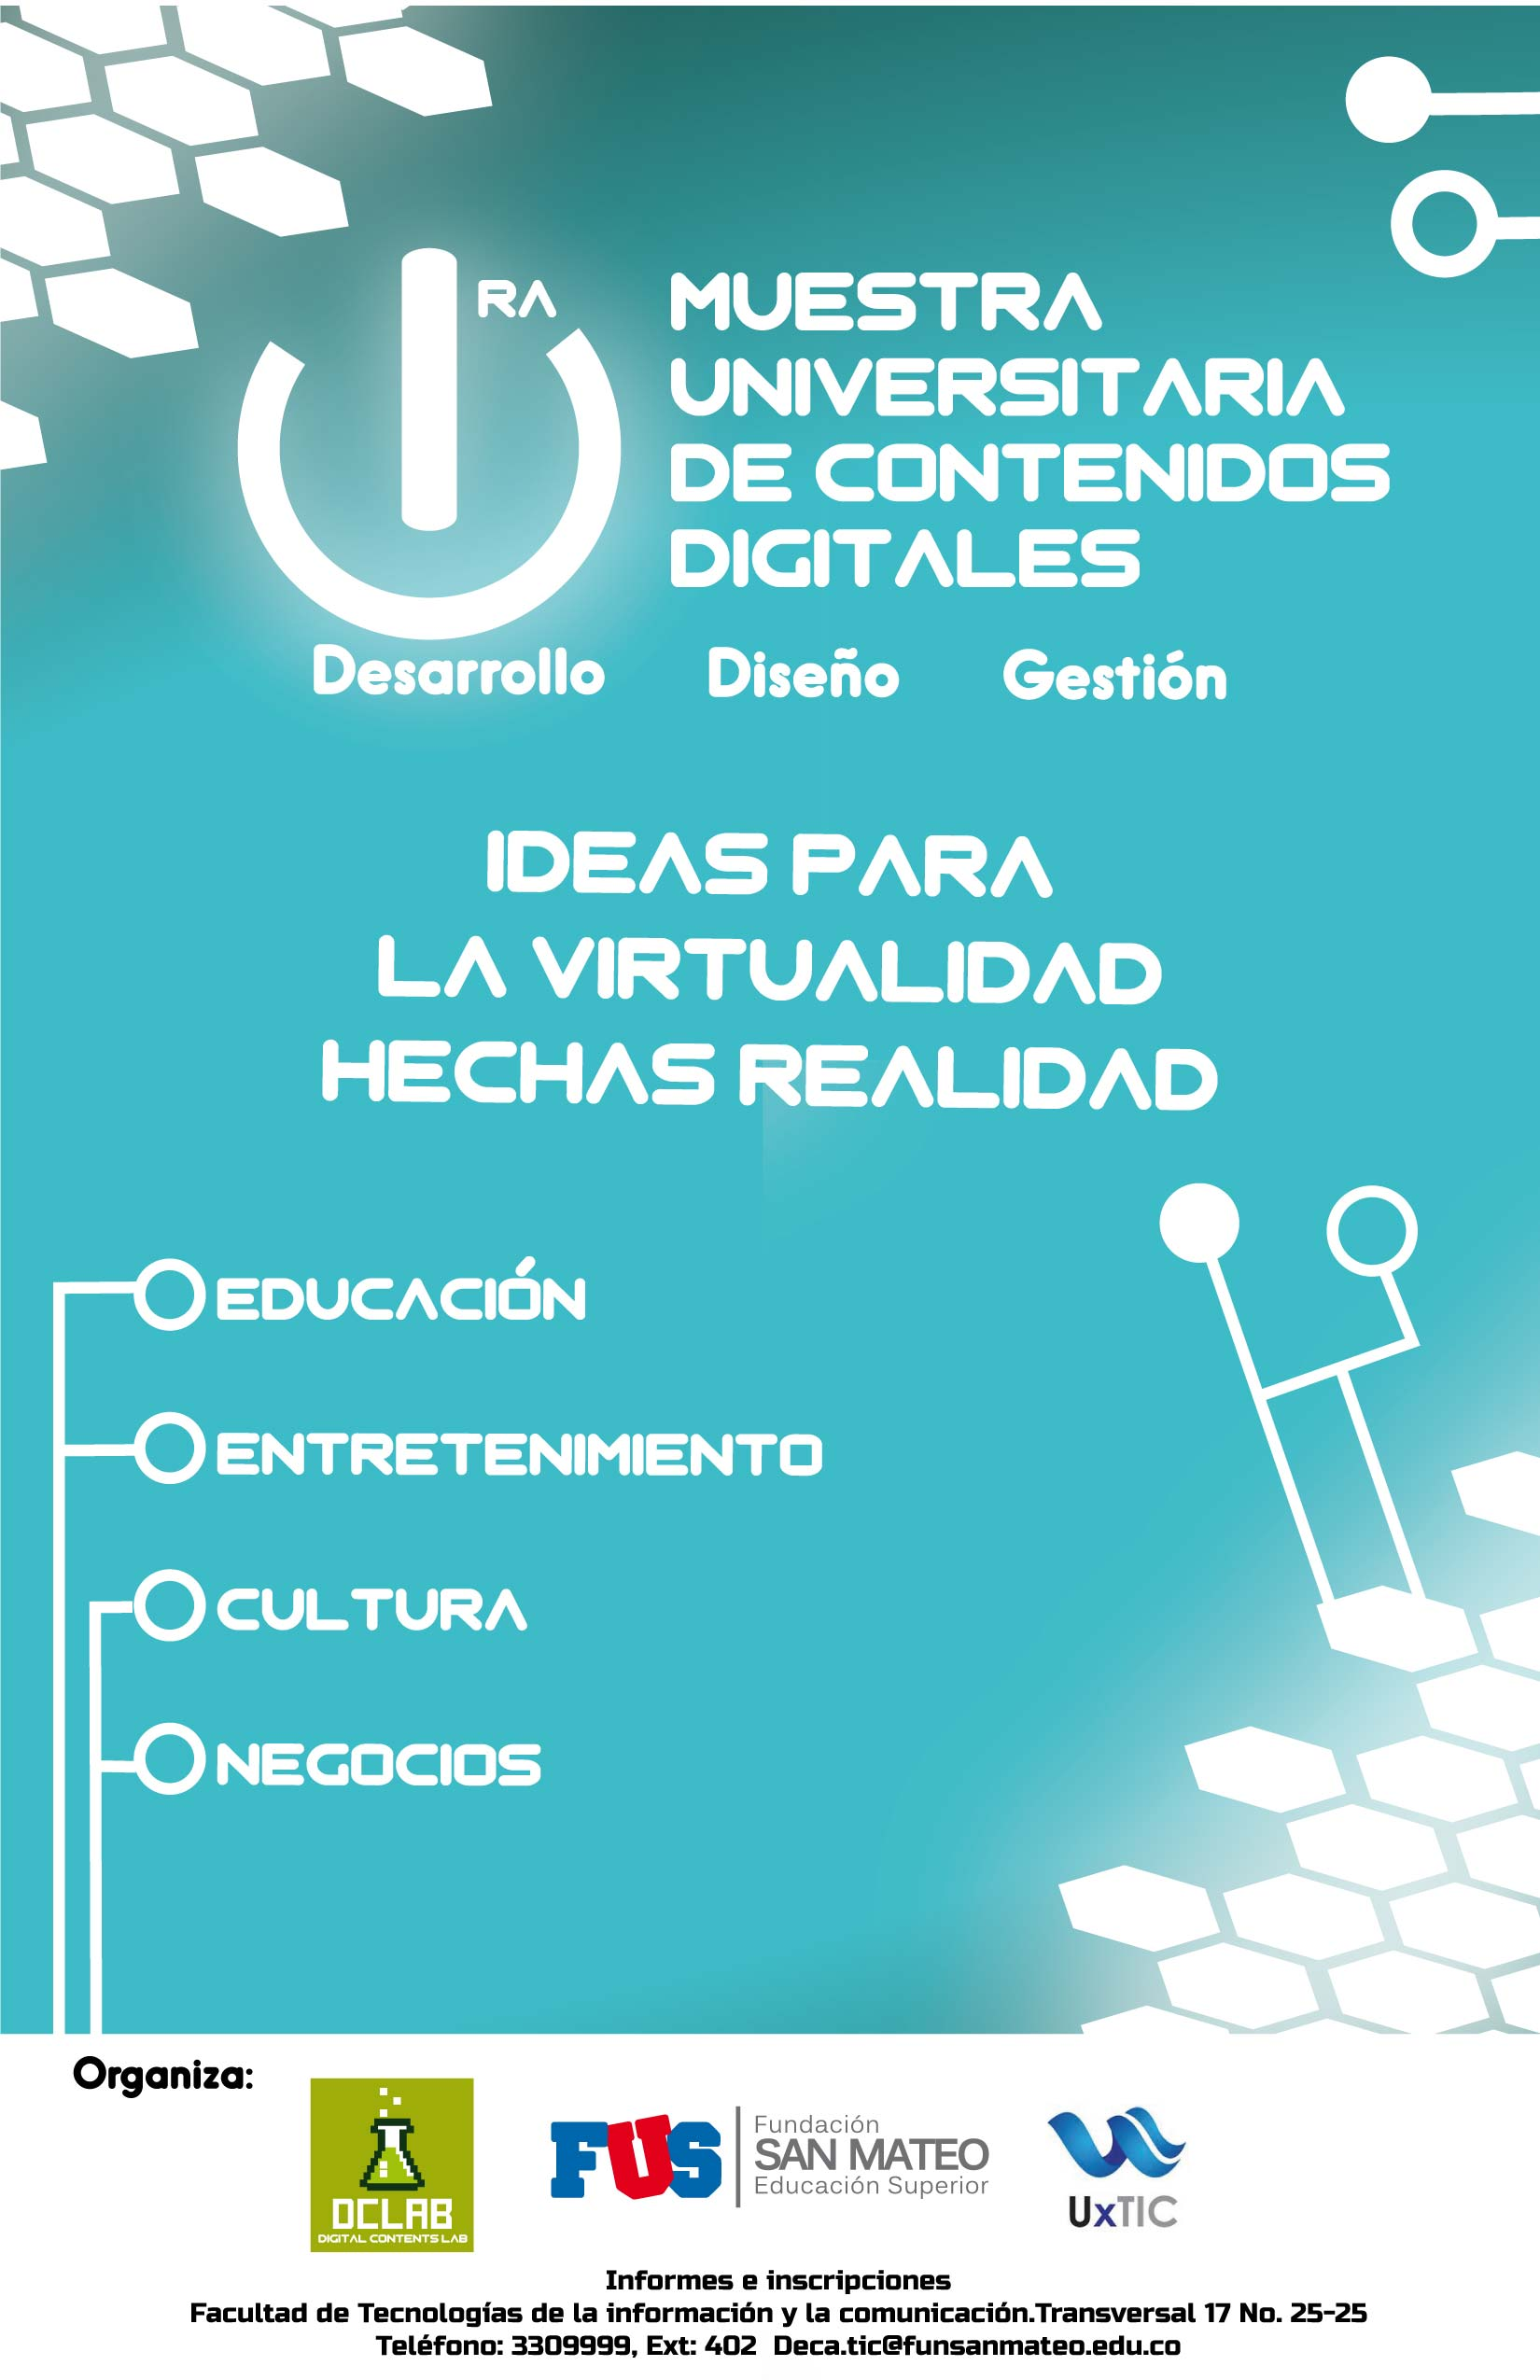 1RA
MUESTRA
UNIVERSITARIA
DE CONTENIDOS
DIGITALES
Desarrollo Diseño Gestión
IDEAS PARA
LA VIRTUALIDAD
HECHAS REALIDAD
EDUCACIÓN
ENTRETENIMIENTO
CULTURA
NEGOCIOS
Organiza:
DCLAB
DIGITAL CONTENTS LAB
FUS
Fundación
SAN MATEO
Educación Superior
UxTIC
Informes e inscripciones
Facultad de Tecnologías de la información y la comunicación.Transversal 17 No. 25-25
Teléfono: 3309999, Ext: 402 Deca.tic@funsanmateo.edu.co